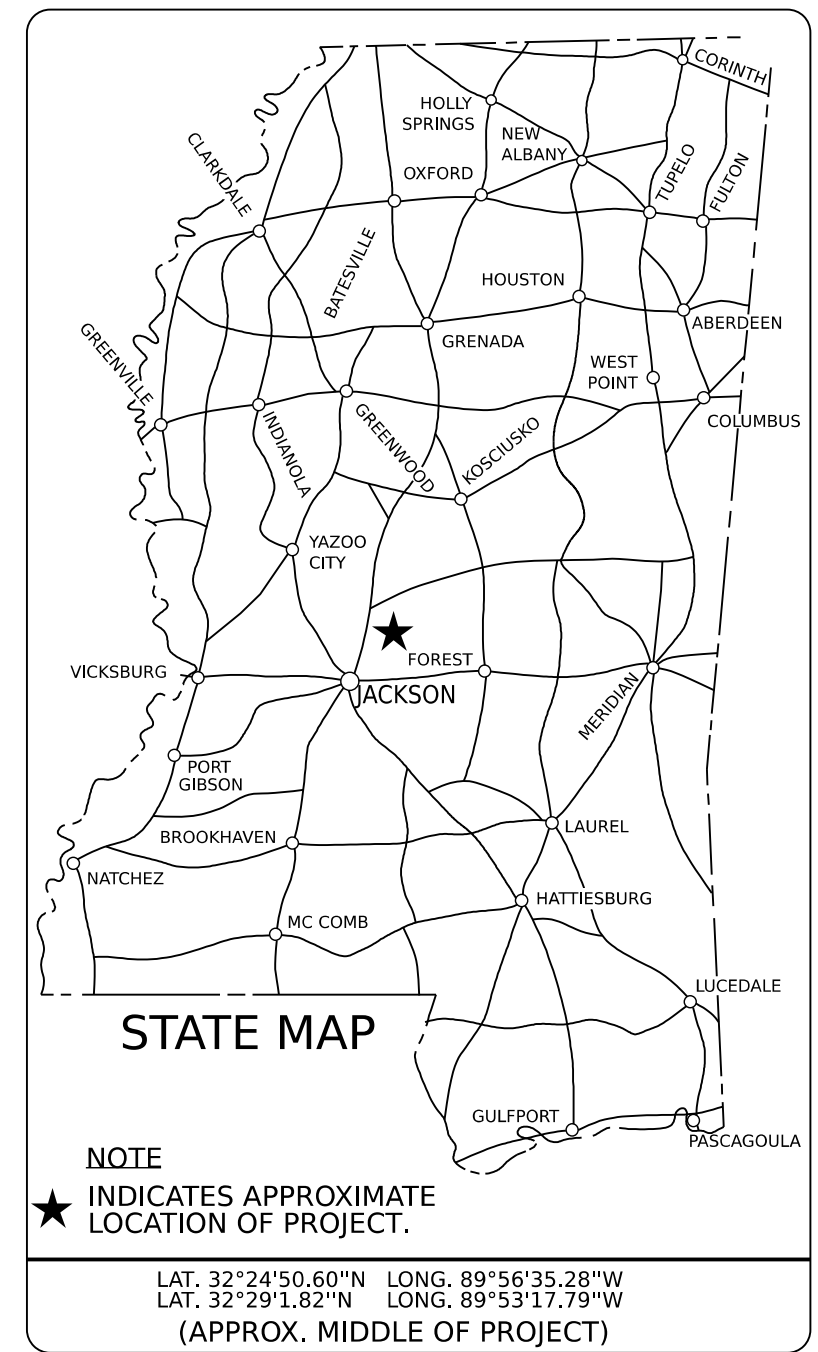 CORINTH
HOLLY
SPRINGS
NEW
ALBANY
CLARKDALE
OXFORD
TUPELO
FULTON
BATESVILLE
HOUSTON
ABERDEEN
GREENVILLE
GRENADA
WEST
POINT
COLUMBUS
INDIANOLA
GREENWOOD
KOSCIUSKO
YAZOO
CITY
VICKSBURG
FOREST
JACKSON
MERIDIAN
PORT
GIBSON
BROOKHAVEN
LAUREL
NATCHEZ
HATTIESBURG
MC COMB
LUCEDALE
STATE MAP
GULFPORT
PASCAGOULA
NOTE
INDICATES APPROXIMATE
LOCATION OF PROJECT.
LAT. 32°24'50.60"N LONG. 89°56'35.28"W
LAT. 32°29'1.82"N LONG. 89°53'17.79"W
(APPROX. MIDDLE OF PROJECT)